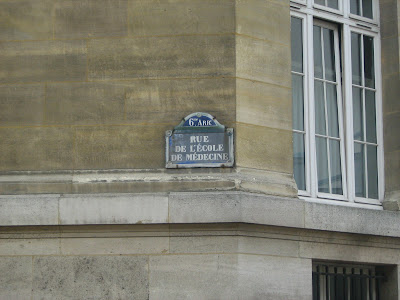 6e Arrt
RUE
DE L'ÉCOLE
DE MÉDECINE